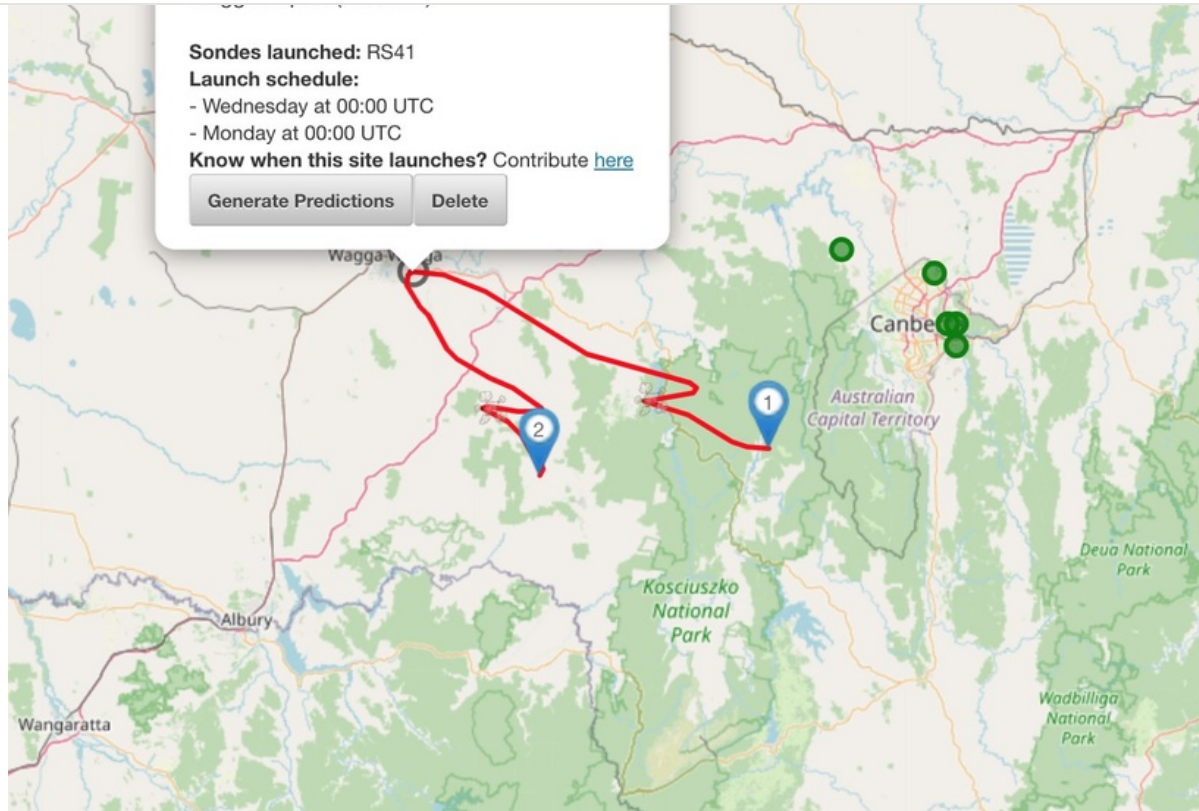 Sondes launched: RS41
Launch schedule:
- Wednesday at 00:00 UTC
- Monday at 00:00 UTC
Know when this site launches? Contribute here
Generate Predictions Delete
Wagga W ga
Canbe
1
Australian
Capital Territory
2
Deua National
Park
Kosciuszko
National
Park
Albury
Wadbilliga
National
Park
Wangaratta